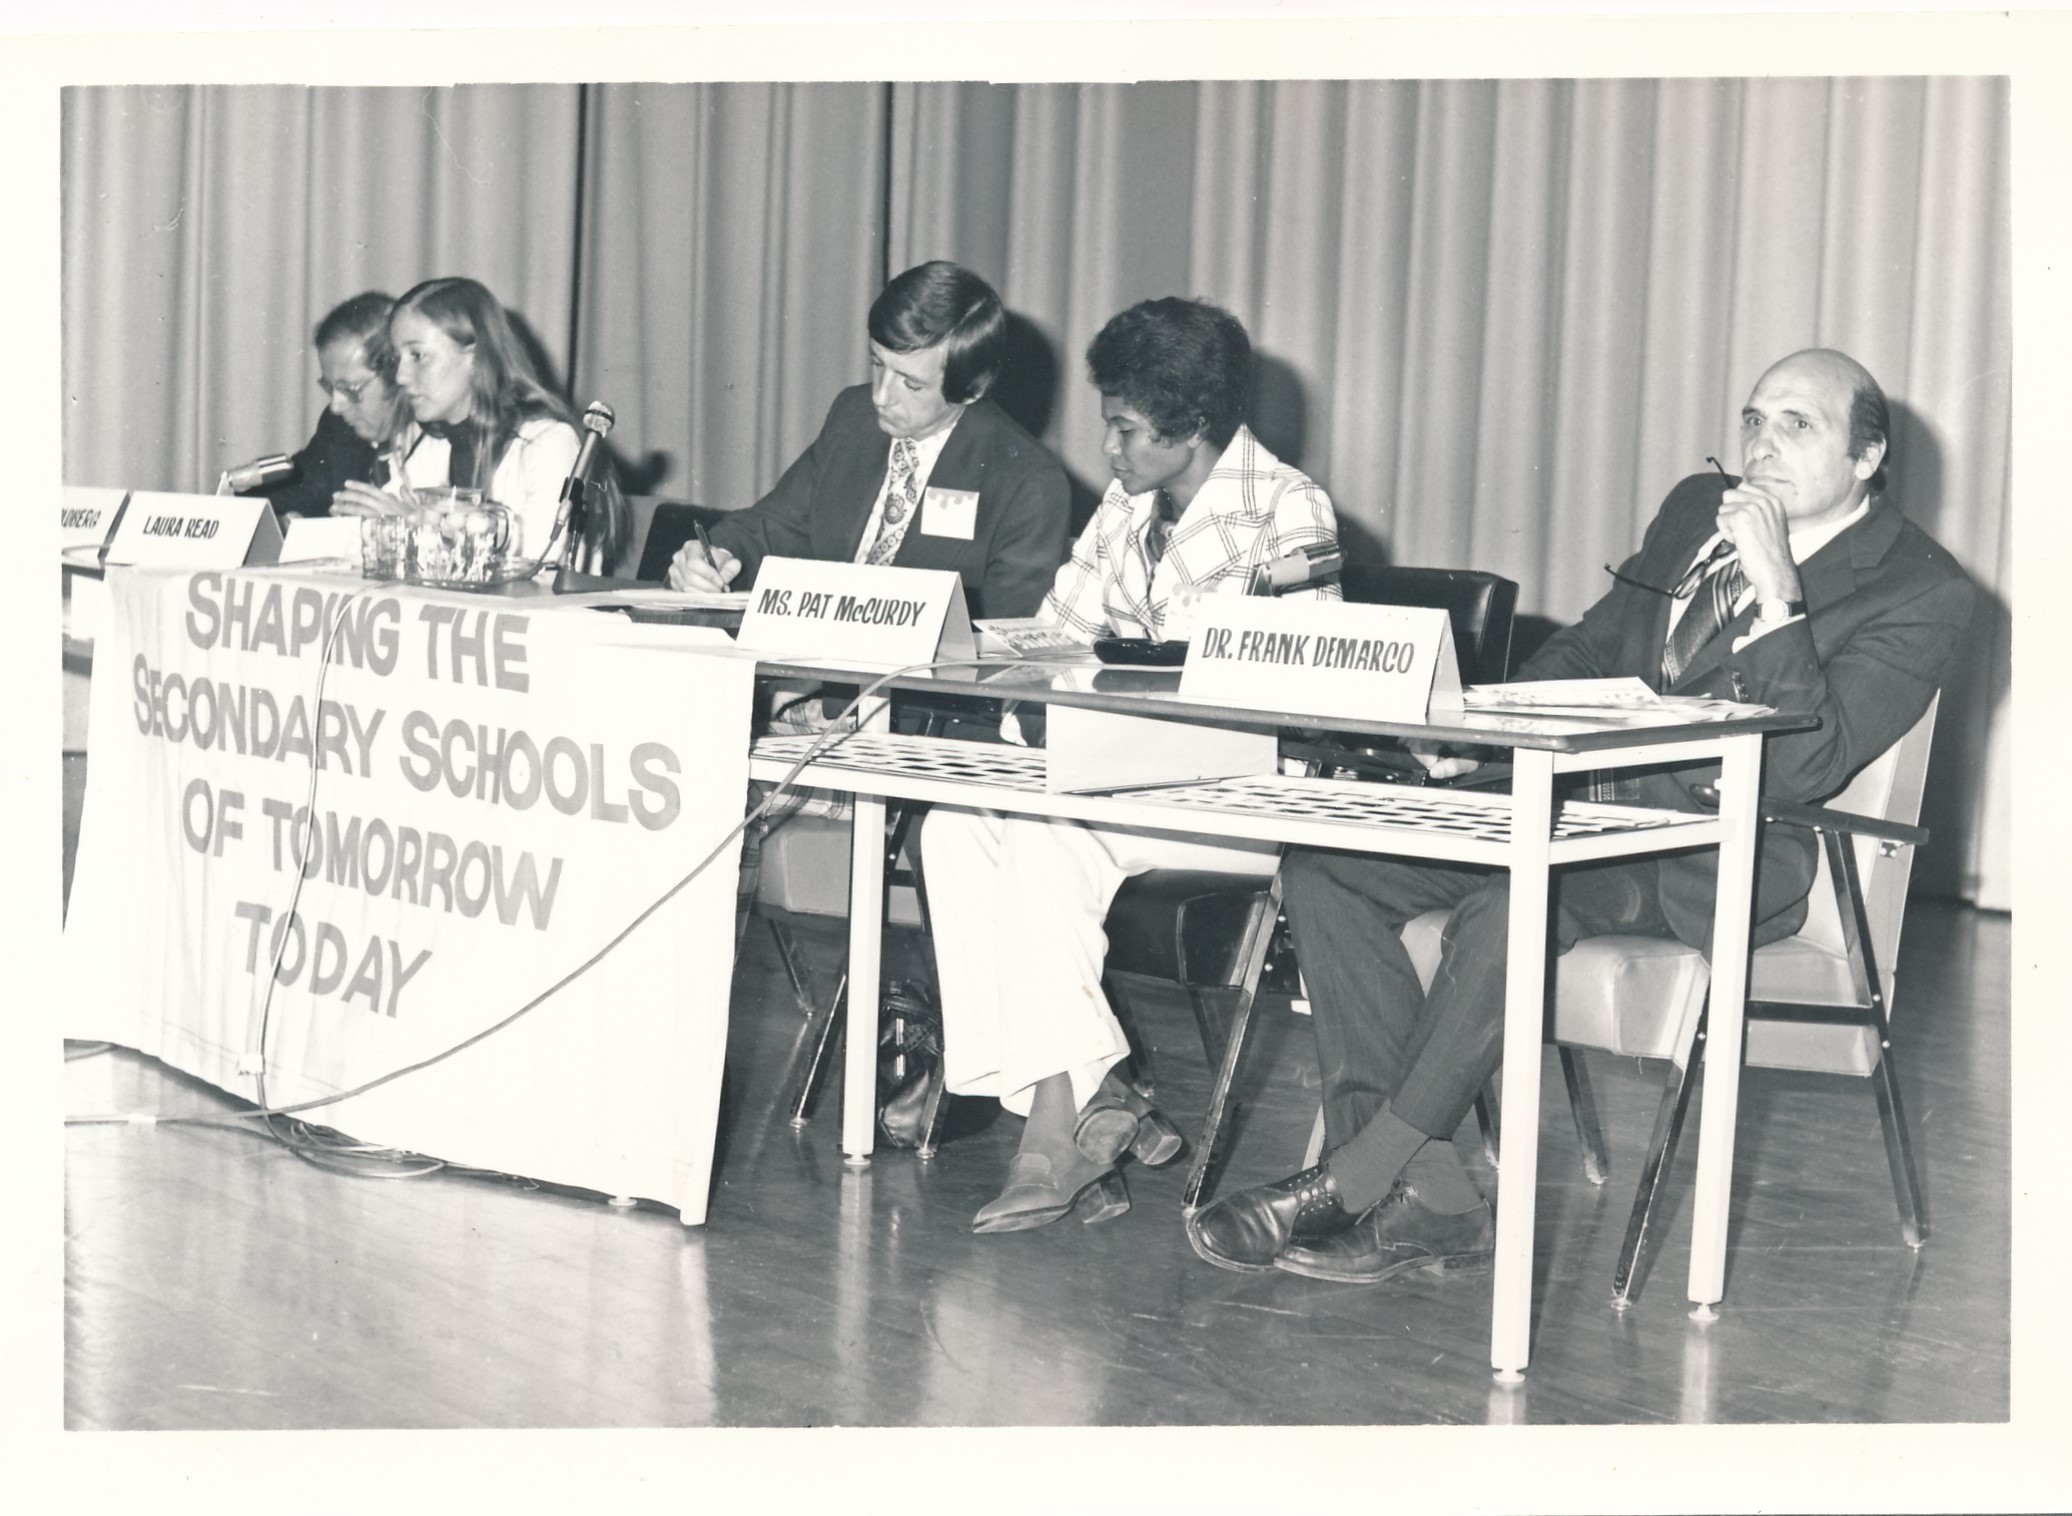 LAURA READ
MS. PAT McCURDY
DR. FRANK DEMARCO
SHAPING THE
SECONDARY SCHOOLS
OF TOMORROW
TODAY